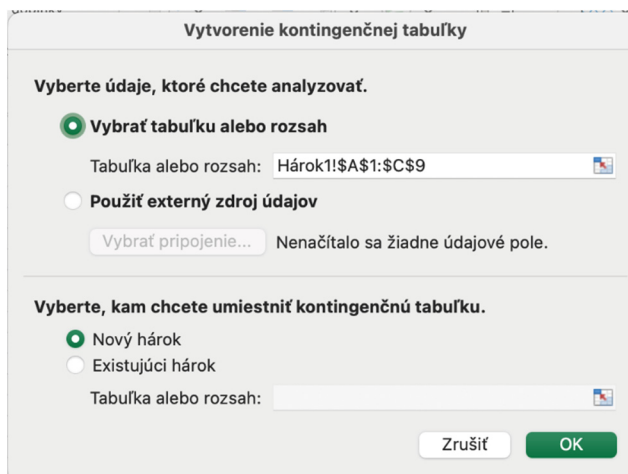 Vytvorenie kontingenčnej tabuľky
Vyberte údaje, ktoré chcete analyzovať.
Vybrať tabuľku alebo rozsah
Tabuľka alebo rozsah: Hárok1!$A$1:$C$9
Použiť externý zdroj údajov
Vybrať pripojenie... Nenačítalo sa žiadne údajové pole.
Vyberte, kam chcete umiestniť kontingenčnú tabuľku.
Nový hárok
Existujúci hárok
Tabuľka alebo rozsah:
Zrušiť OK